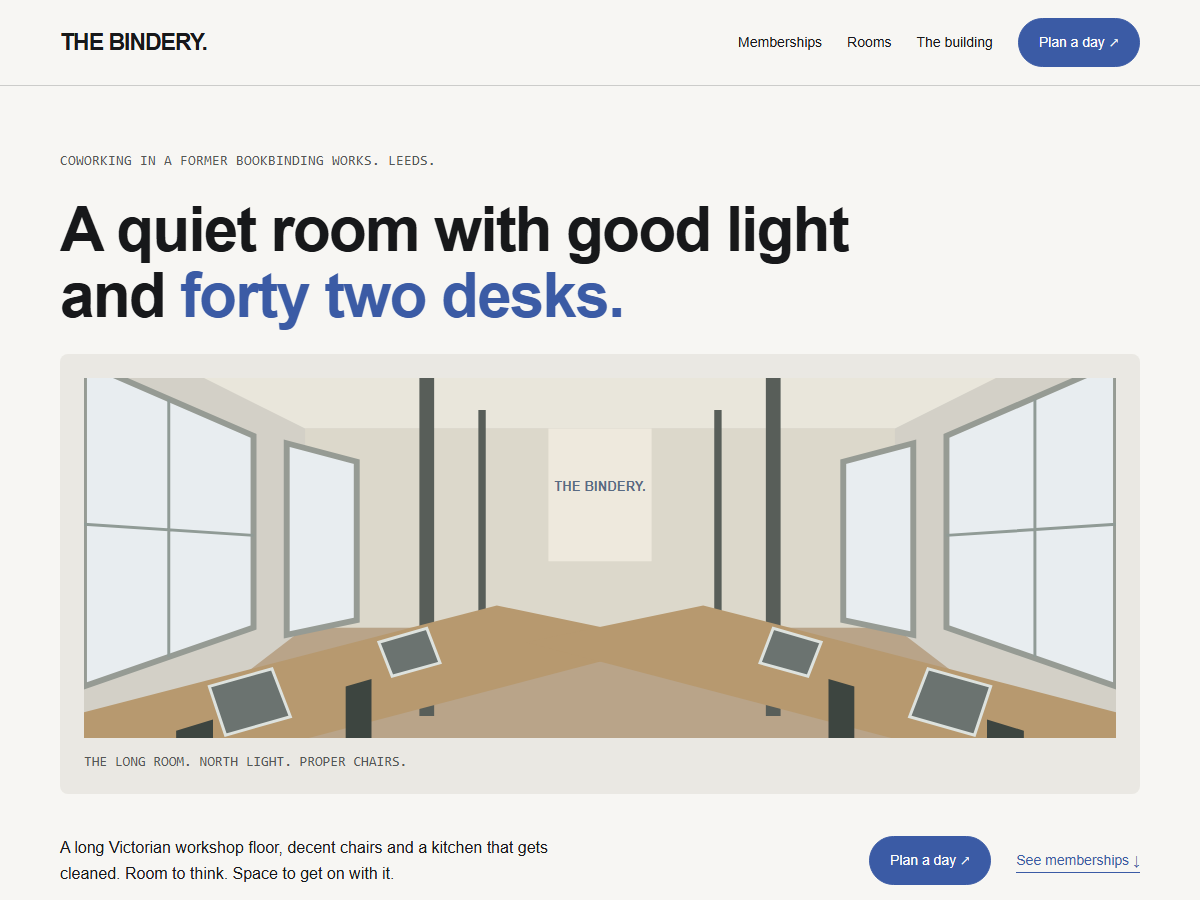 THE BINDERY.
Memberships
Rooms
The building
Plan a day ↗
COWORKING IN A FORMER BOOKBINDING WORKS. LEEDS.
A quiet room with good light
and forty two desks.
THE BINDERY.
THE LONG ROOM. NORTH LIGHT. PROPER CHAIRS.
A long Victorian workshop floor, decent chairs and a kitchen that gets
cleaned. Room to think. Space to get on with it.
Plan a day ↗
See memberships ↓